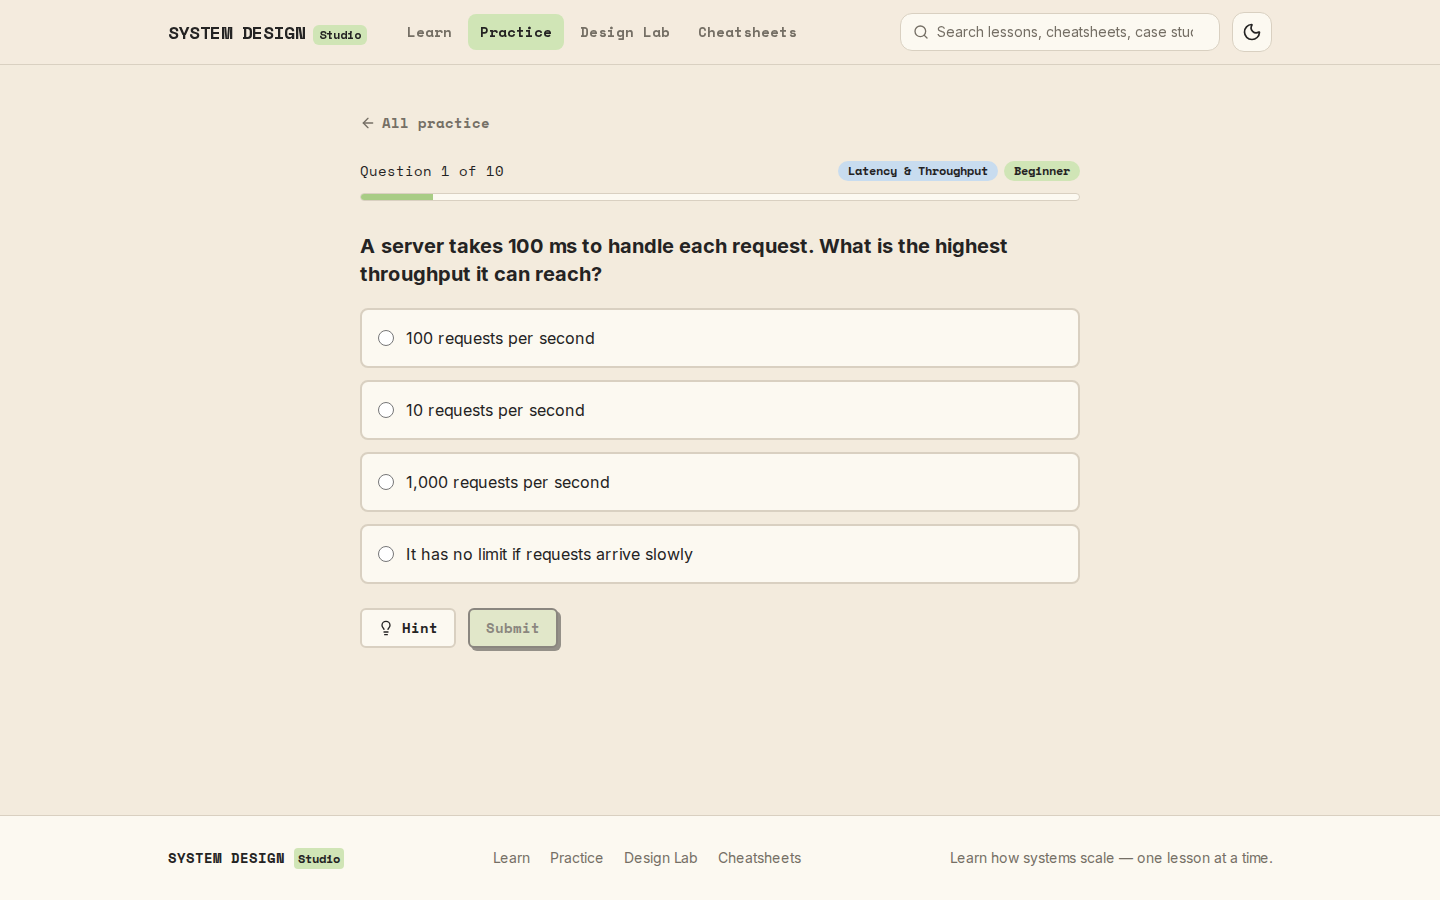 SYSTEM DESIGN Studio Learn Practice Design Lab Cheatsheets Search lessons, cheatsheets, case stu
All practice
Question 1 of 10 Latency & Throughput Beginner
A server takes 100 ms to handle each request. What is the highest
throughput it can reach?
100 requests per second
10 requests per second
1,000 requests per second
It has no limit if requests arrive slowly
Hint Submit
SYSTEM DESIGN Studio Learn Practice Design Lab Cheatsheets Learn how systems scale — one lesson at a time.